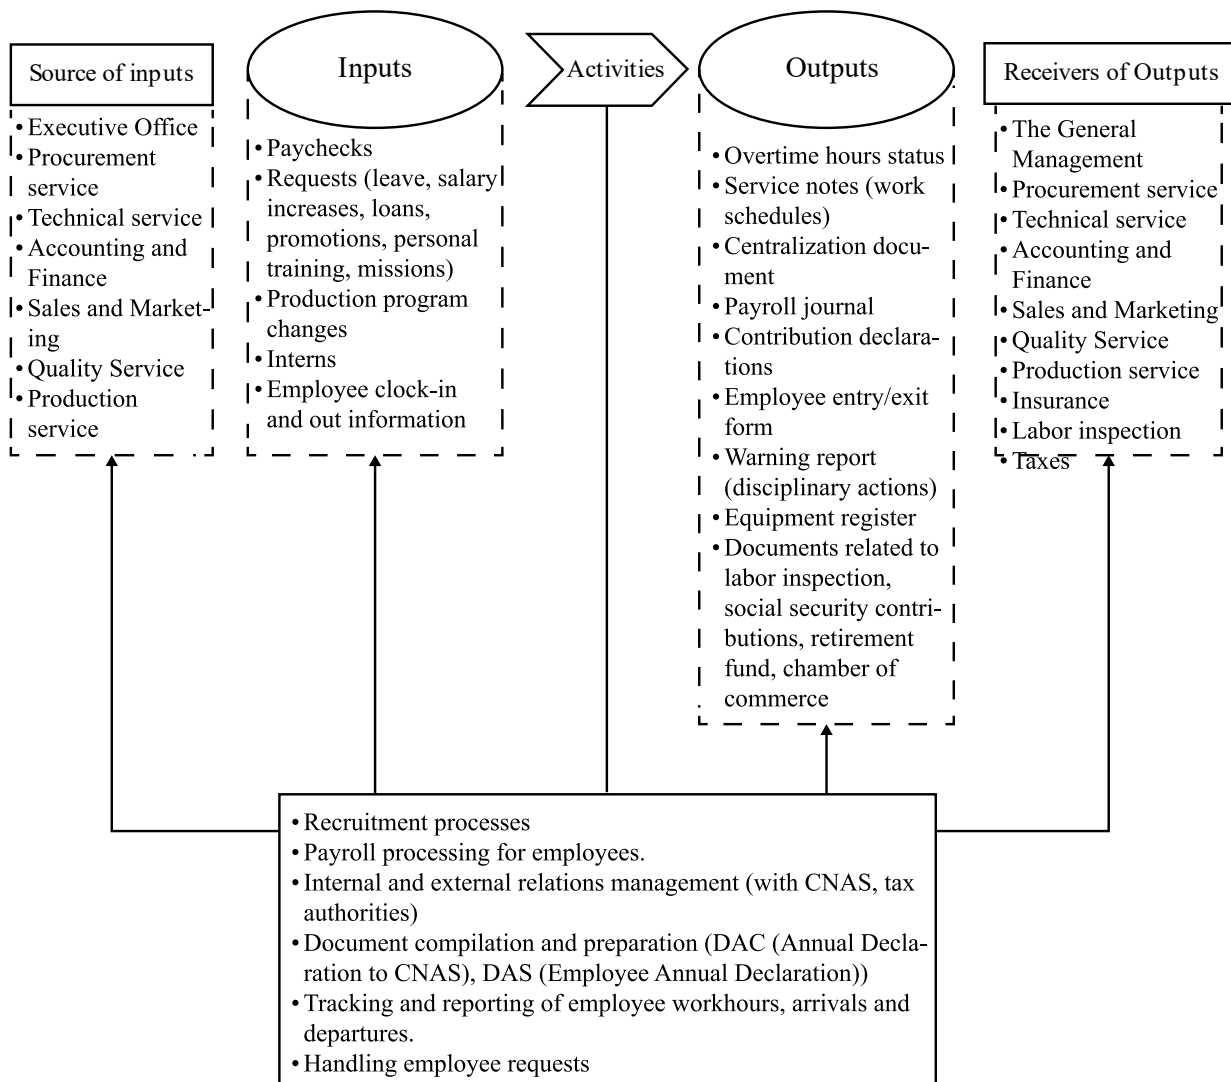 Source of inputs
• Executive Office
• Procurement
service
• Technical service
• Accounting and
Finance
• Sales and Market-
ing
• Quality Service
• Production
service
Inputs
• Paychecks
• Requests (leave, salary
increases, loans,
promotions, personal
training, missions)
• Production program
changes
• Interns
• Employee clock-in
and out information
Activities
Outputs
• Overtime hours status
• Service notes (work
schedules)
• Centralization docu-
ment
• Payroll journal
• Contribution declara-
tions
• Employee entry/exit
form
• Warning report
(disciplinary actions)
• Equipment register
• Documents related to
labor inspection,
social security contri-
butions, retirement
fund, chamber of
commerce
Receivers of Outputs
• The General
Management
• Procurement service
• Technical service
• Accounting and
Finance
• Sales and Marketing
• Quality Service
• Production service
• Insurance
• Labor inspection
• Taxes
• Recruitment processes
• Payroll processing for employees.
• Internal and external relations management (with CNAS, tax
authorities)
• Document compilation and preparation (DAC (Annual Decla-
ration to CNAS), DAS (Employee Annual Declaration))
• Tracking and reporting of employee workhours, arrivals and
departures.
• Handling employee requests